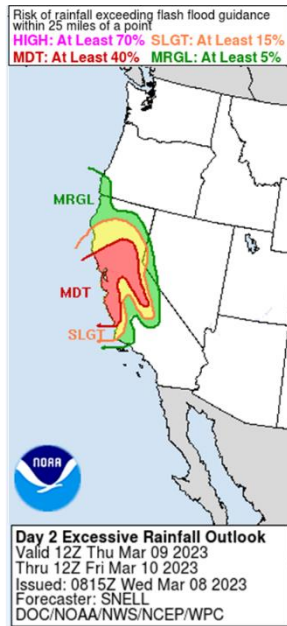 Risk of rainfall exceeding flash flood guidance
within 25 miles of a point
HIGH: At Least 70% SLGT: At Least 15%
MDT: At Least 40% MRGL: At Least 5%
MRGL
MDT
SLGT
NOAA
Day 2 Excessive Rainfall Outlook
Valid 12Z Thu Mar 09 2023
Thru 12Z Fri Mar 10 2023
Issued: 0815Z Wed Mar 08 2023
Forecaster: SNELL
DOC/NOAA/NWS/NCEP/WPC